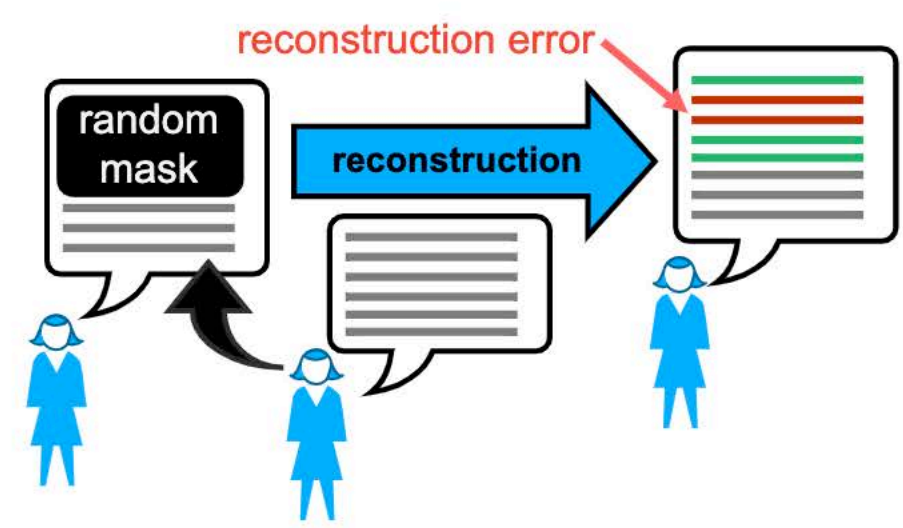 reconstruction error
random
mask
reconstruction